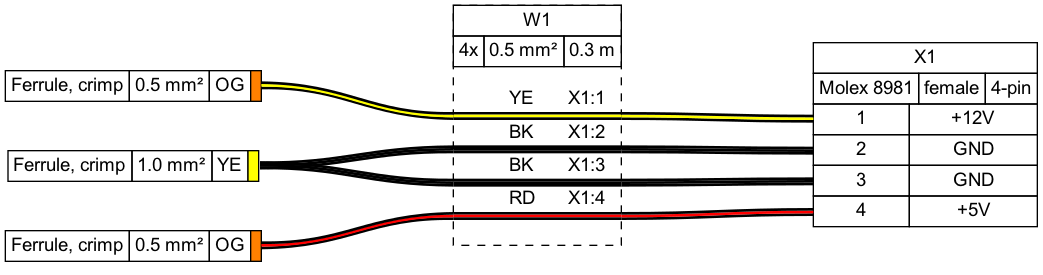 W1
4x 0.5 mm² 0.3 m
X1
Ferrule, crimp 0.5 mm² OG
Molex 8981 female 4-pin
YE X1:1
1 +12V
BK X1:2
2 GND
Ferrule, crimp 1.0 mm² YE
BK X1:3
3 GND
RD X1:4
4 +5V
Ferrule, crimp 0.5 mm² OG